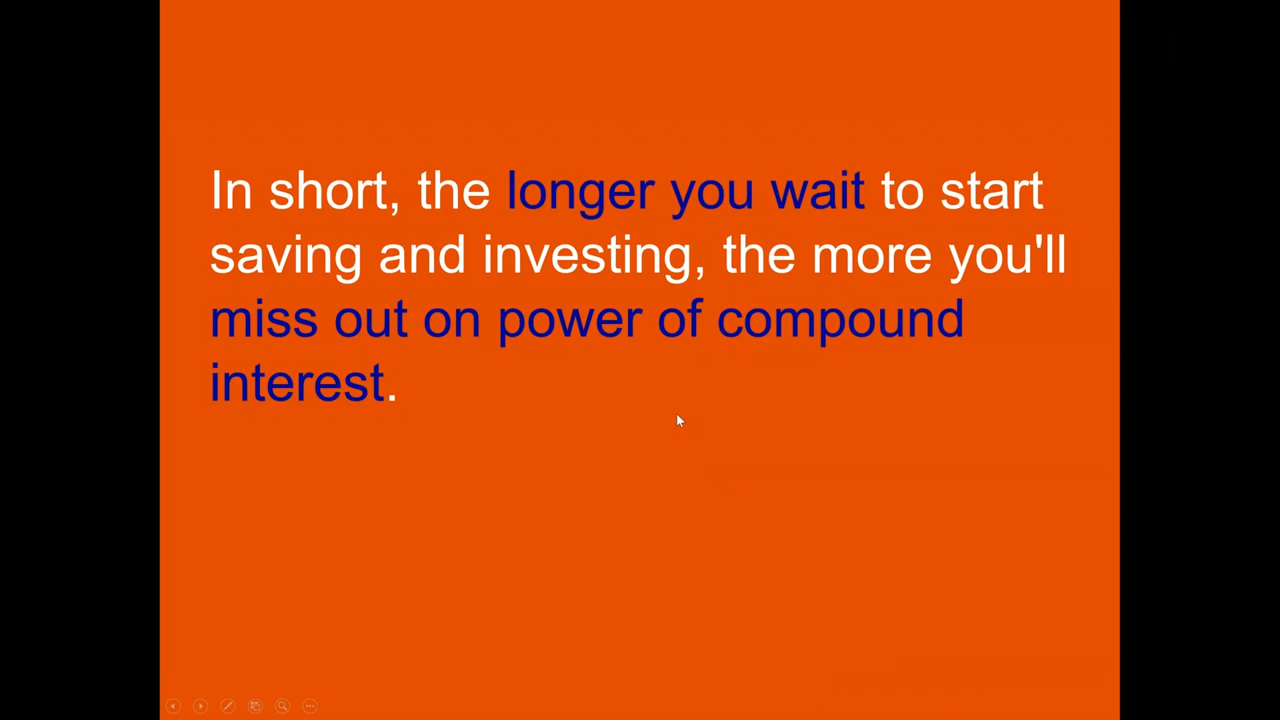 In short, the longer you wait to start
saving and investing, the more you'll
miss out on power of compound
interest.